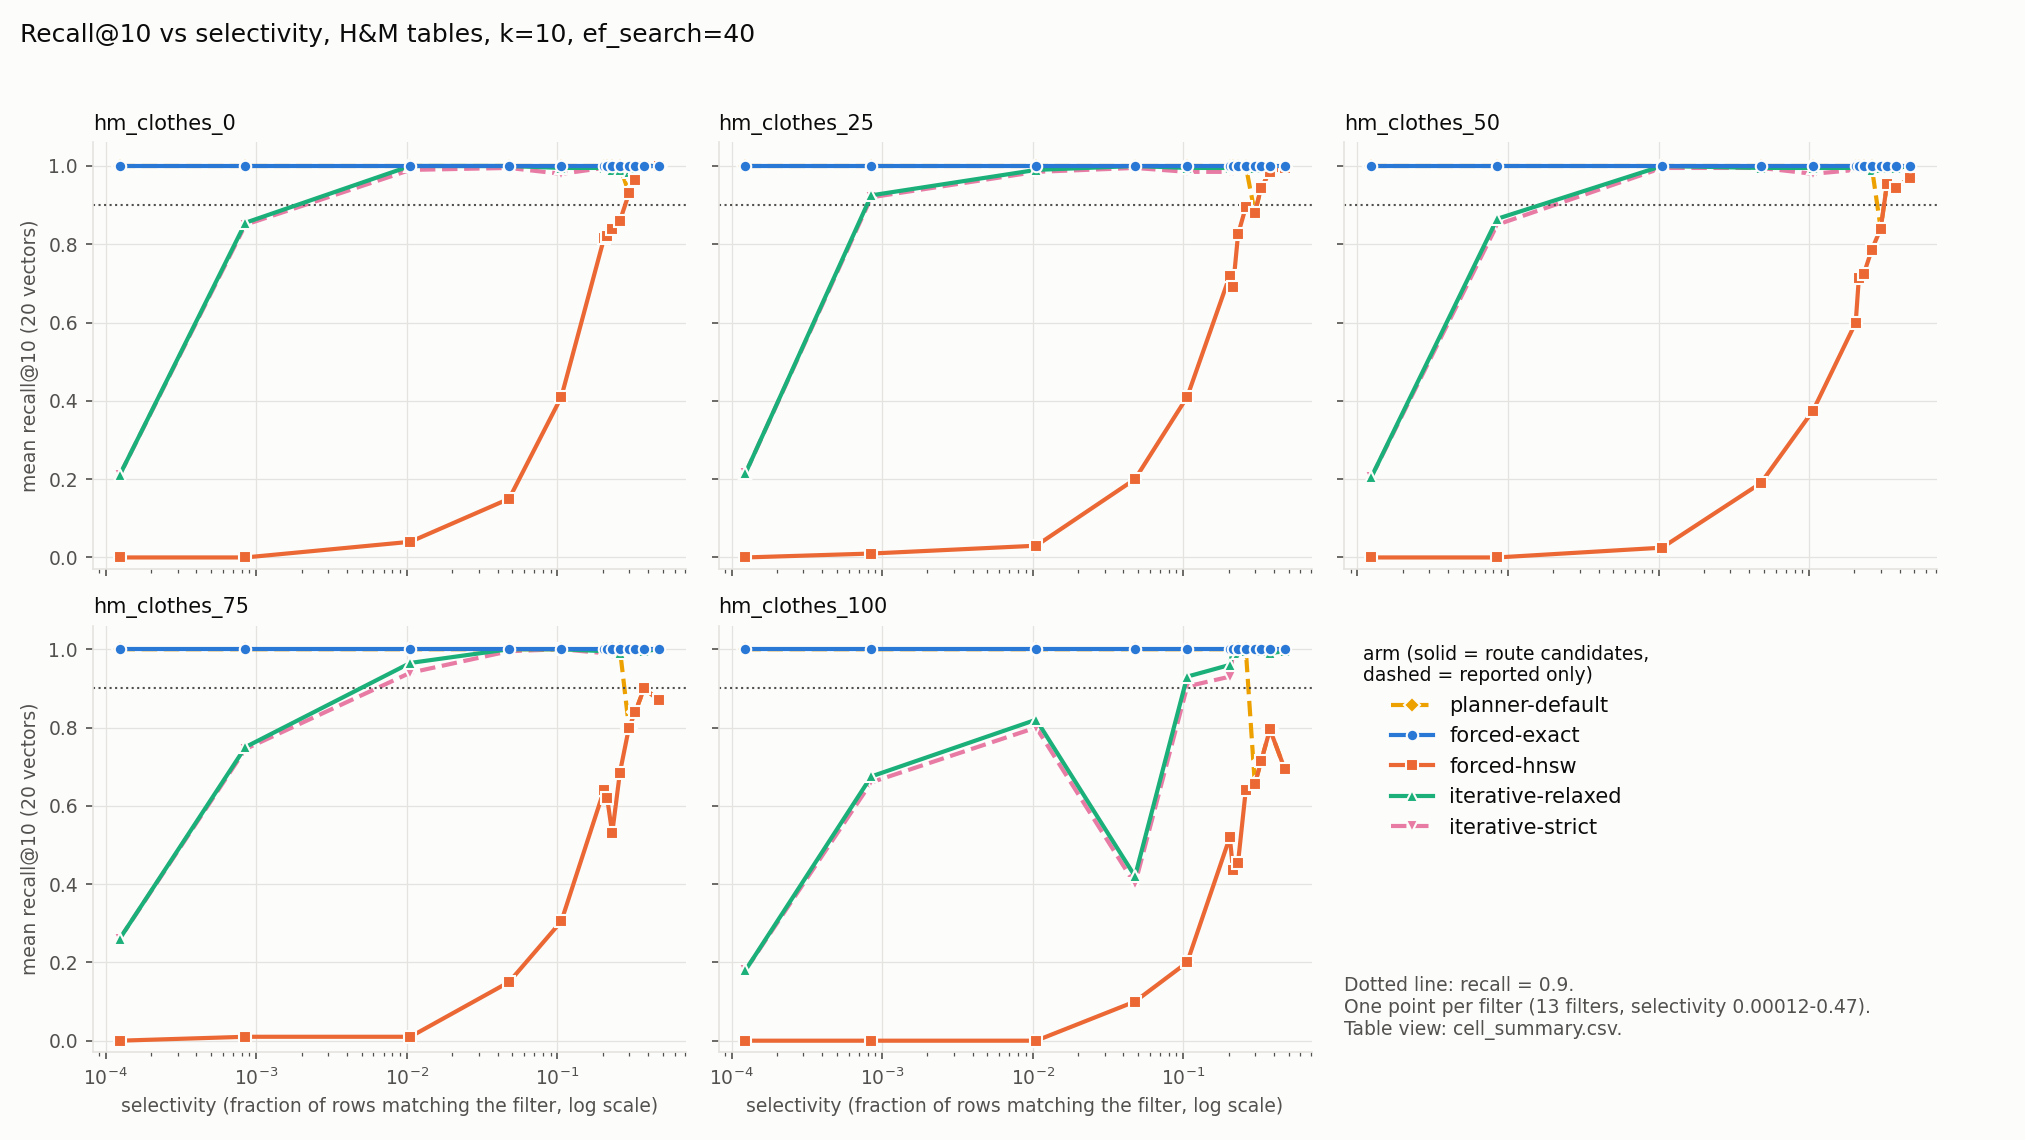 Recall@10 vs selectivity, H&M tables, k=10, ef_search=40
hm_clothes_0
hm_clothes_25
hm_clothes_50
mean recall@10 (20 vectors)
1.0
0.8
0.6
0.4
0.2
0.0
hm_clothes_75
hm_clothes_100
mean recall@10 (20 vectors)
1.0
0.8
0.6
0.4
0.2
0.0
10⁻⁴
10⁻³
10⁻²
10⁻¹
10⁻⁴
10⁻³
10⁻²
10⁻¹
selectivity (fraction of rows matching the filter, log scale)
selectivity (fraction of rows matching the filter, log scale)
arm (solid = route candidates,
dashed = reported only)
planner-default
forced-exact
forced-hnsw
iterative-relaxed
iterative-strict
Dotted line: recall = 0.9.
One point per filter (13 filters, selectivity 0.00012-0.47).
Table view: cell_summary.csv.